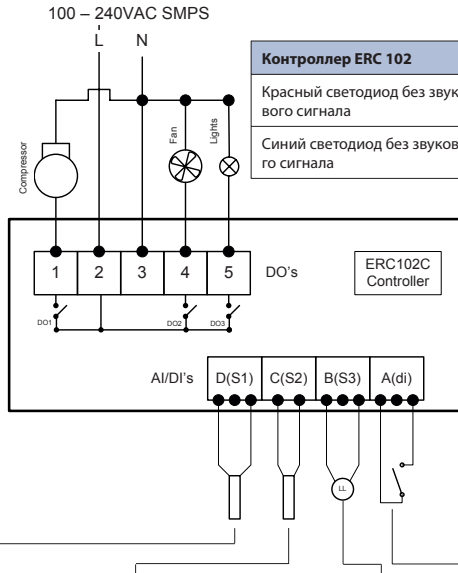 100 – 240VAC SMPS
L N
Контроллер ERC 102
Красный светодиод без звук
вого сигнала
Синий светодиод без звуков
го сигнала
Compressor
Fan
Lights
1 2 3 4 5 DO's
ERC102C
Controller
DO1 DO2 DO3
AI/DI's D(S1) C(S2) B(S3) A(di)
LL